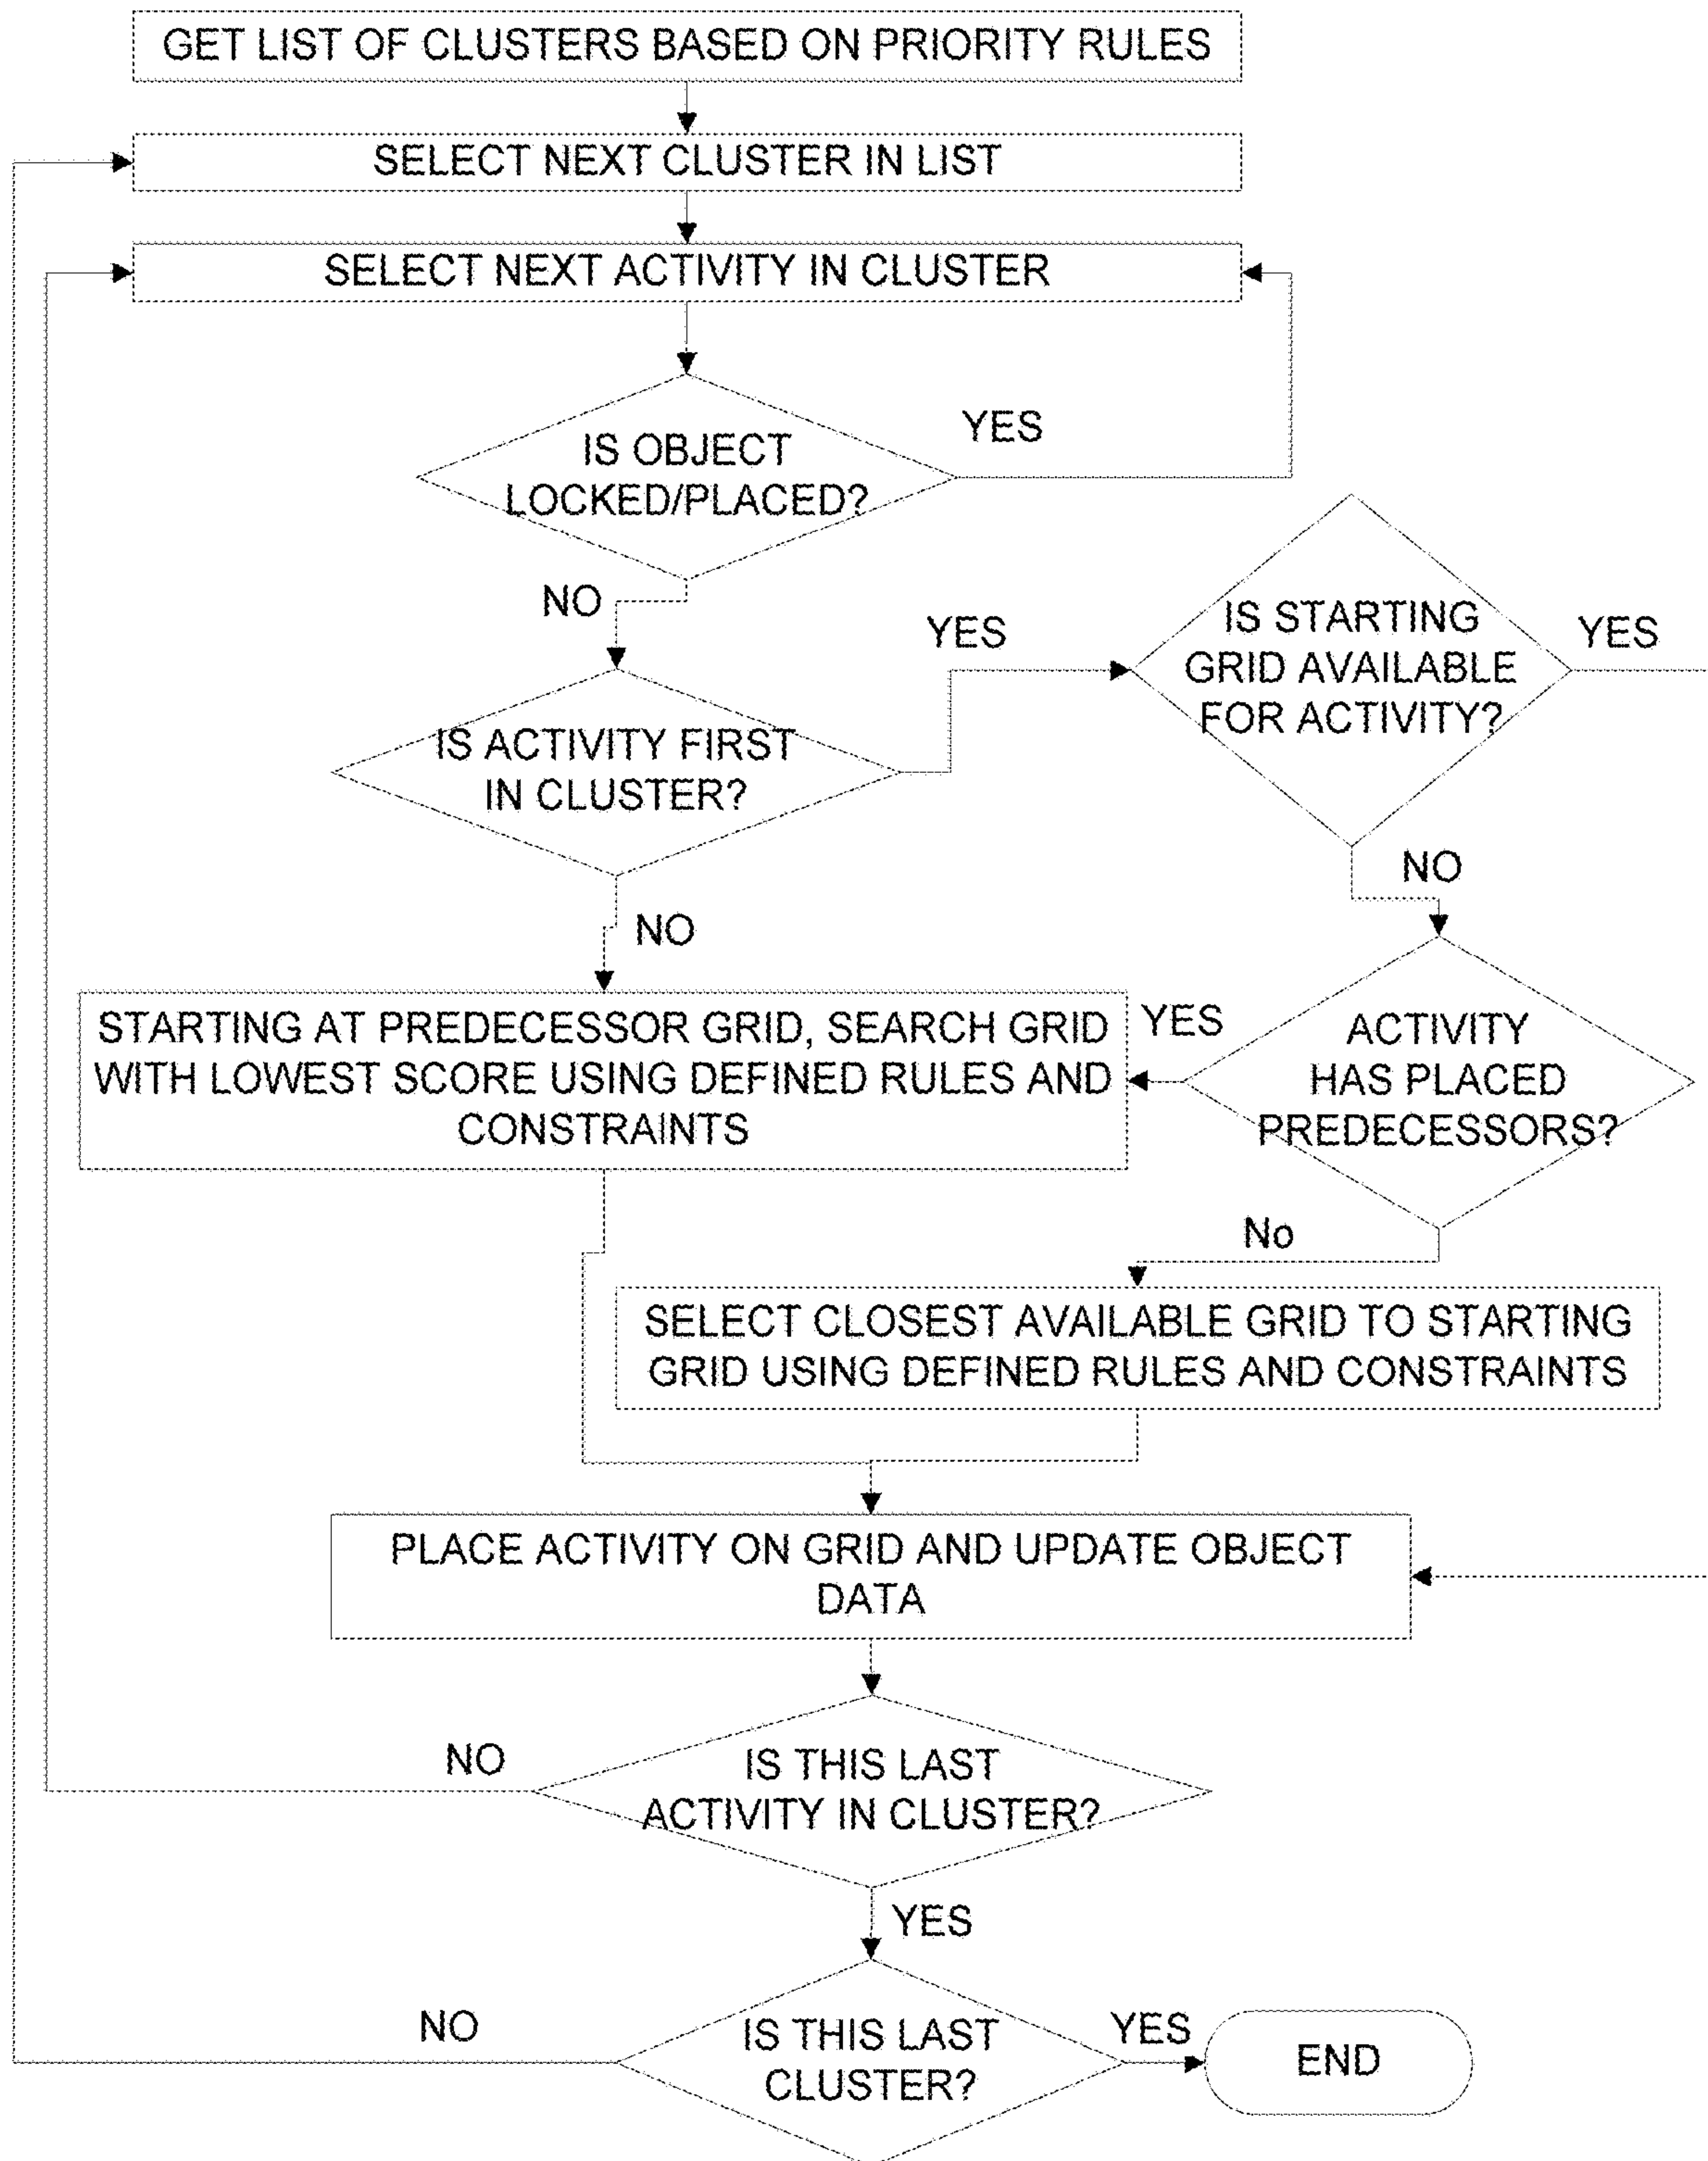 GET LIST OF CLUSTERS BASED ON PRIORITY RULES
SELECT NEXT CLUSTER IN LIST
SELECT NEXT ACTIVITY IN CLUSTER
IS OBJECT
LOCKED/PLACED?
YES
NO
IS STARTING
GRID AVAILABLE
FOR ACTIVITY?
YES
YES
IS ACTIVITY FIRST
IN CLUSTER?
NO
NO
STARTING AT PREDECESSOR GRID, SEARCH GRID
WITH LOWEST SCORE USING DEFINED RULES AND
CONSTRAINTS
YES
ACTIVITY
HAS PLACED
PREDECESSORS?
No
SELECT CLOSEST AVAILABLE GRID TO STARTING
GRID USING DEFINED RULES AND CONSTRAINTS
PLACE ACTIVITY ON GRID AND UPDATE OBJECT
DATA
NO
IS THIS LAST
ACTIVITY IN CLUSTER?
YES
NO
IS THIS LAST
CLUSTER?
YES
END